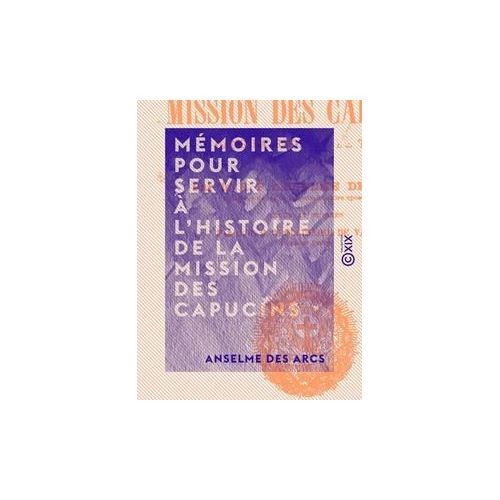 MISSION DES CA
MÉMOIRES
POUR
SERVIR
À
L'HISTOIRE
DE LA
MISSION
DES
CAPUCINS
ANSELME DES ARCS
©XIX